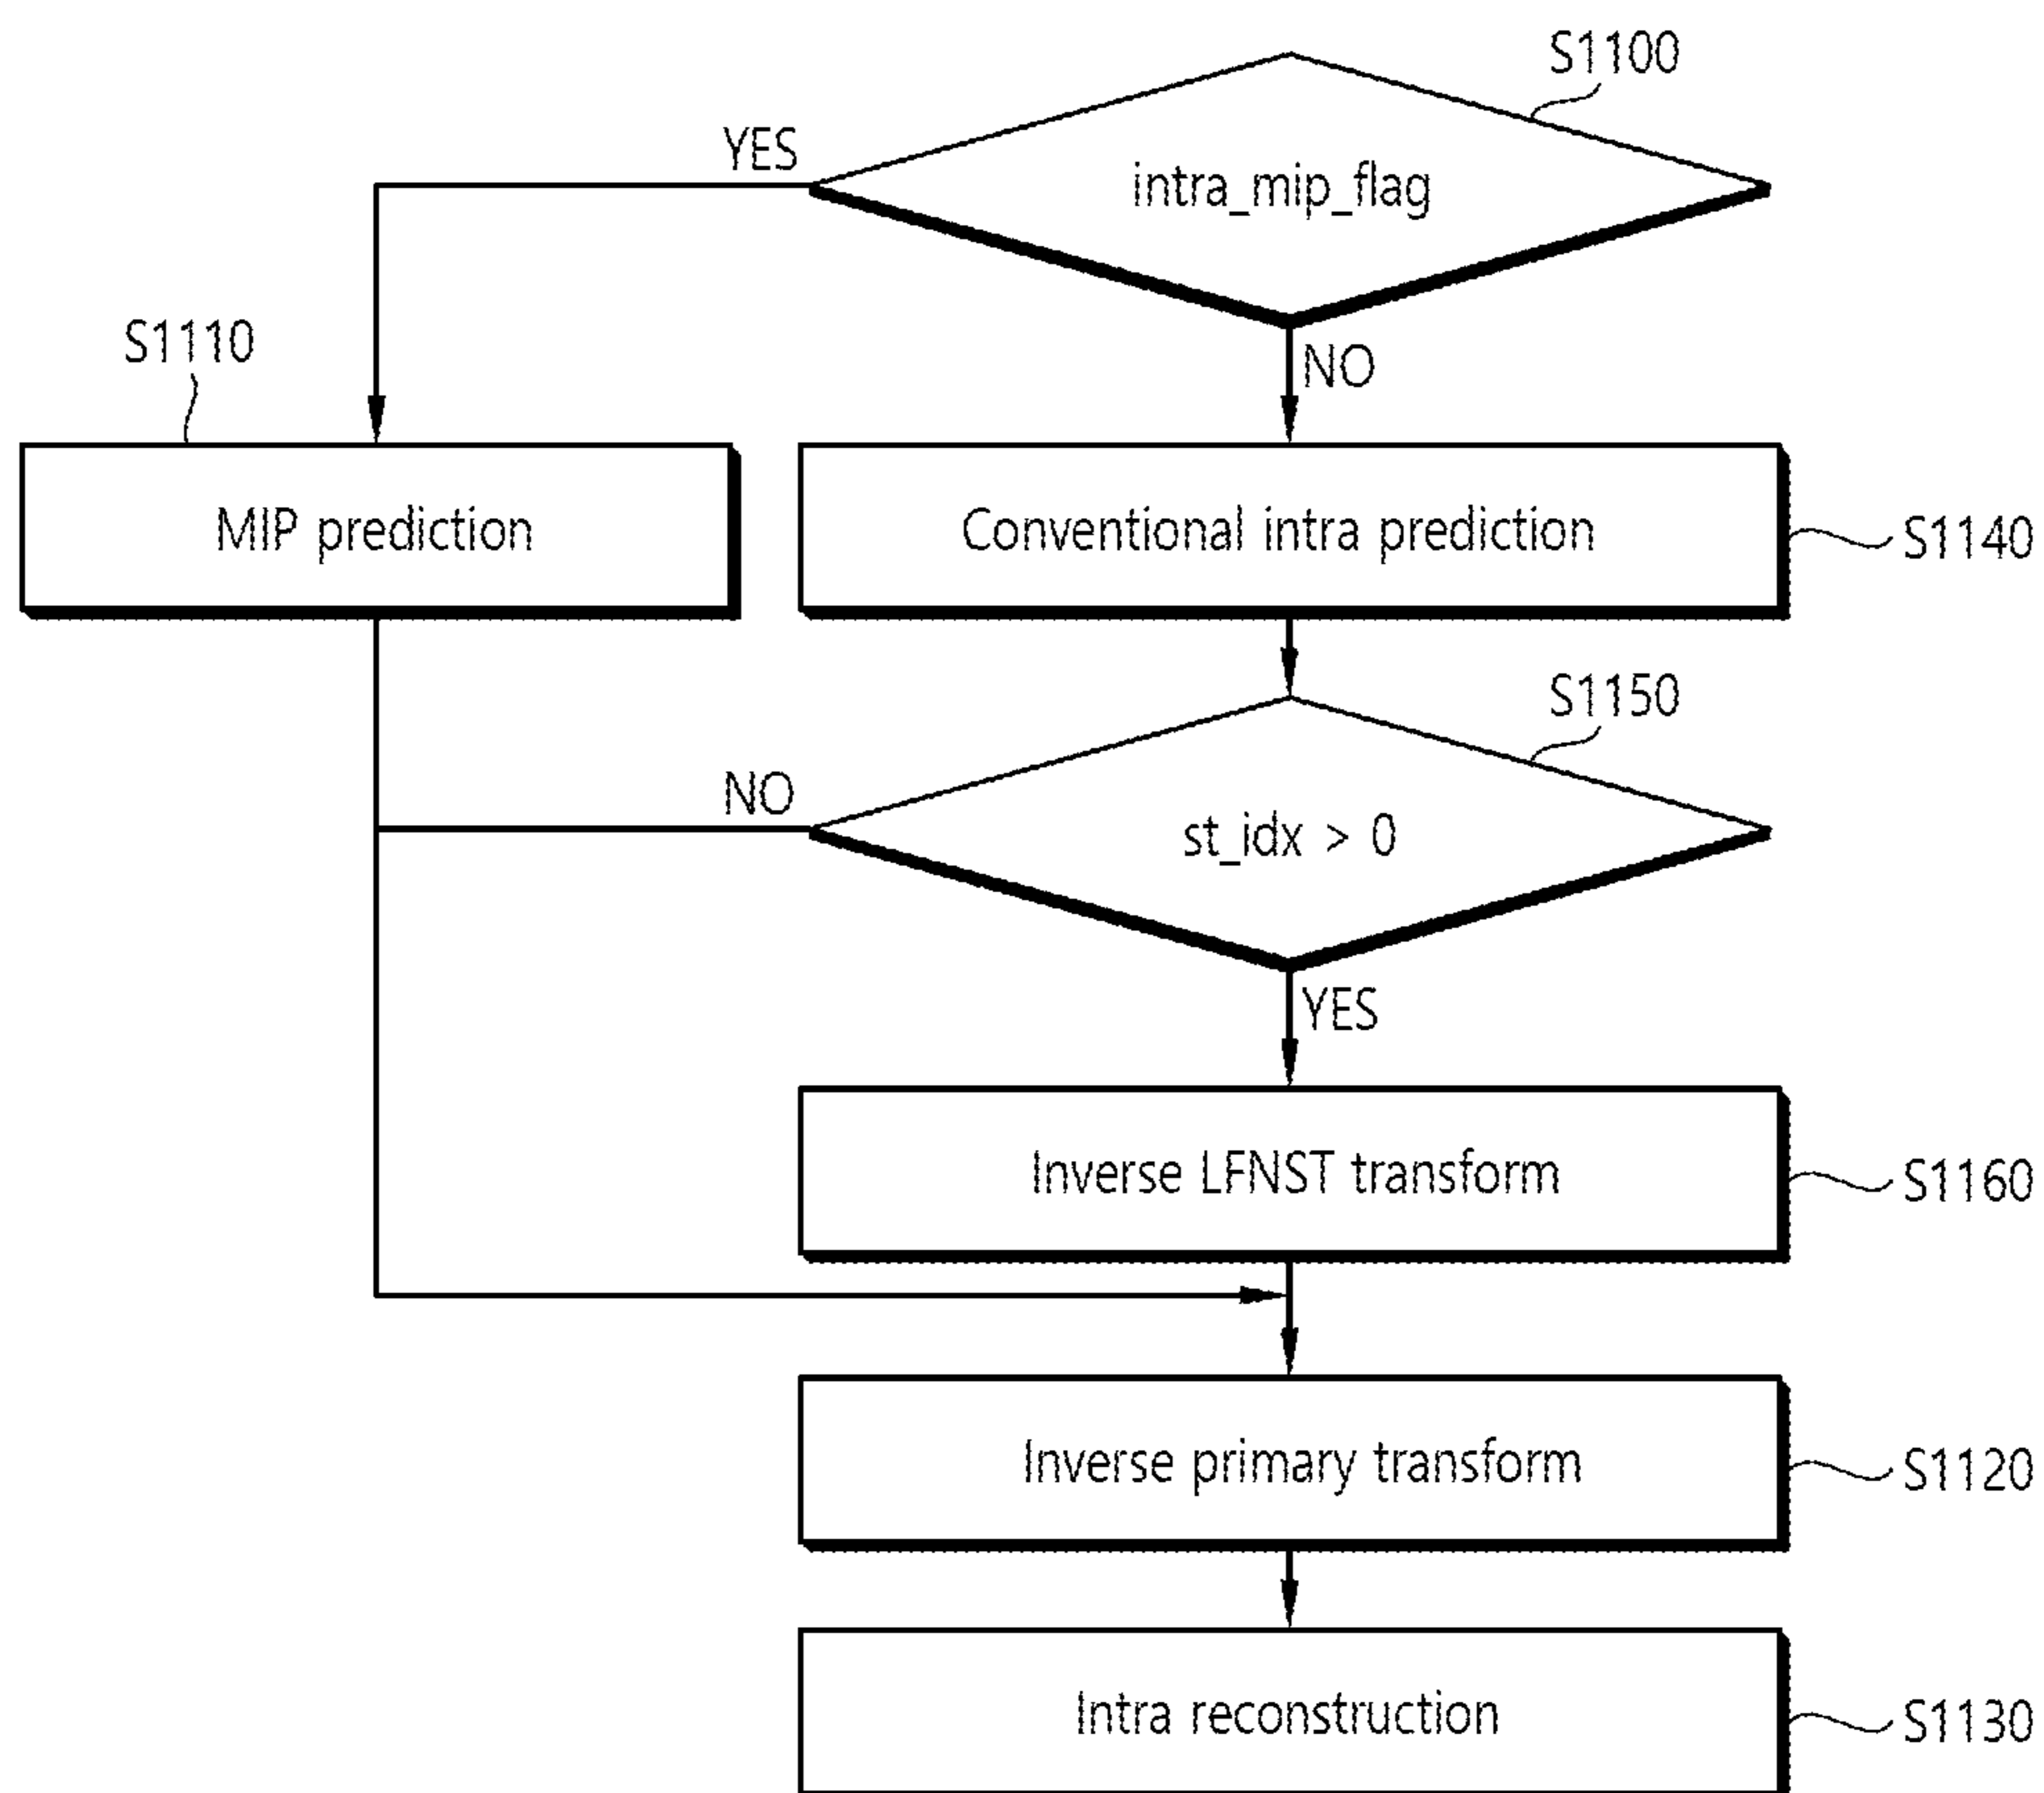 S1100
YES
intra_mip_flag
S1110
NO
MIP prediction
Conventional intra prediction
S1140
S1150
NO
st_idx > 0
YES
Inverse LFNST transform
S1160
Inverse primary transform
S1120
Intra reconstruction
S1130